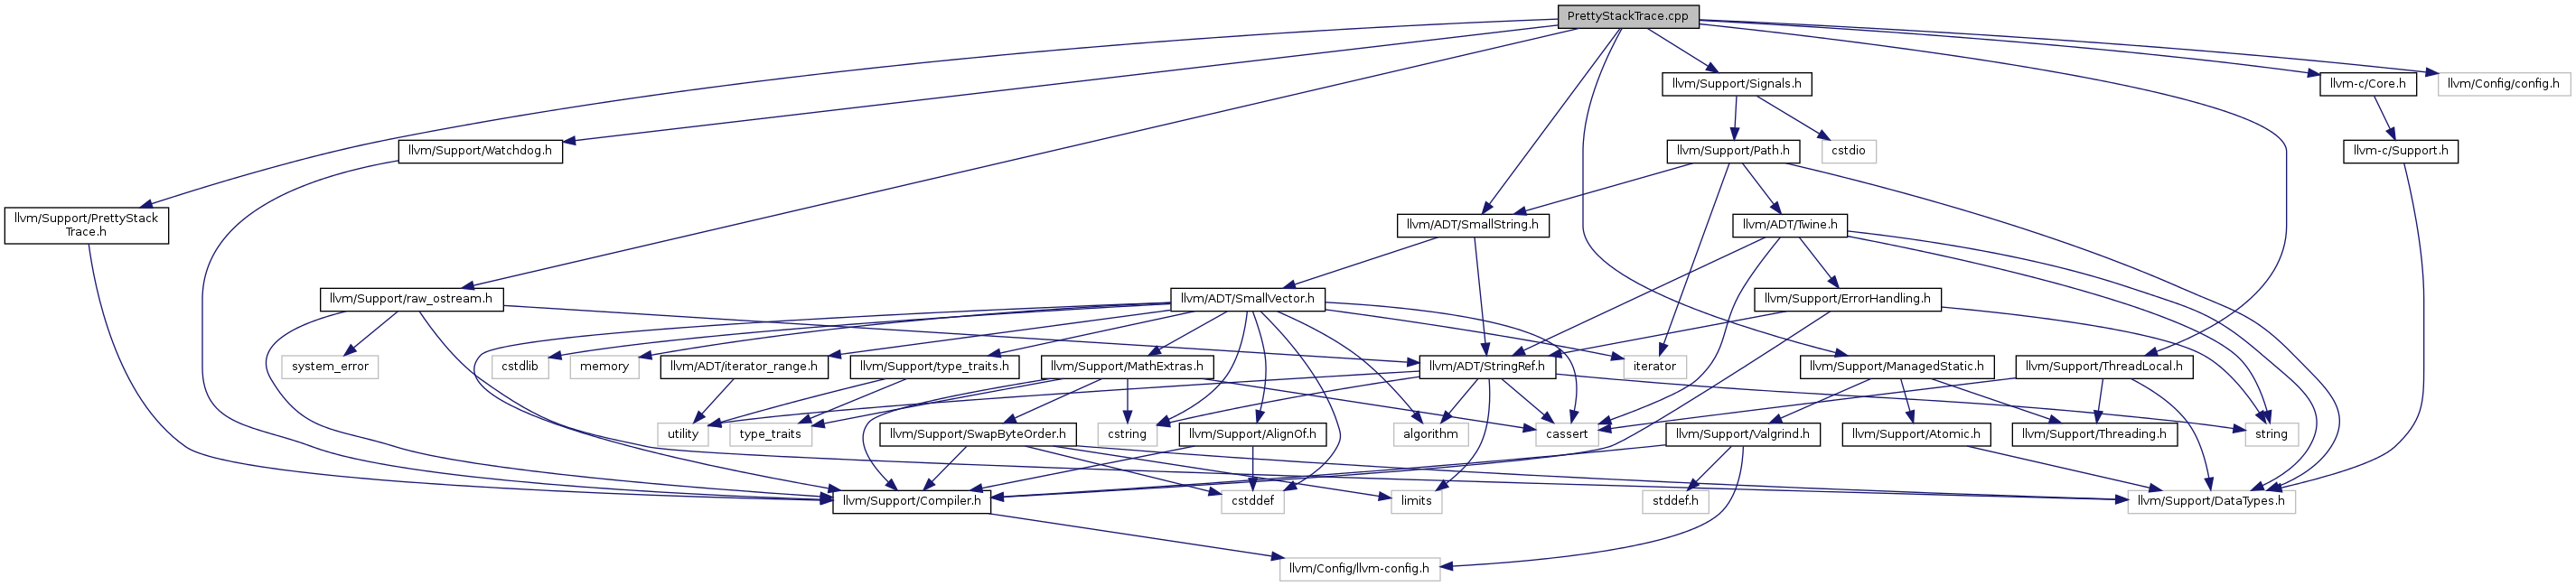 PrettyStackTrace.cpp
llvm/Support/Signals.h
llvm-c/Core.h
llvm/Config/config.h
llvm/Support/Watchdog.h
llvm/Support/Path.h
cstdio
llvm-c/Support.h
llvm/Support/PrettyStack
Trace.h
llvm/ADT/SmallString.h
llvm/ADT/Twine.h
llvm/Support/raw_ostream.h
llvm/ADT/SmallVector.h
llvm/Support/ErrorHandling.h
system_error
cstdlib
memory
llvm/ADT/iterator_range.h
llvm/Support/type_traits.h
llvm/Support/MathExtras.h
llvm/ADT/StringRef.h
iterator
llvm/Support/ManagedStatic.h
llvm/Support/ThreadLocal.h
utility
type_traits
llvm/Support/SwapByteOrder.h
cstring
llvm/Support/AlignOf.h
algorithm
cassert
llvm/Support/Valgrind.h
llvm/Support/Atomic.h
llvm/Support/Threading.h
string
llvm/Support/Compiler.h
cstddef
limits
stddef.h
llvm/Support/DataTypes.h
llvm/Config/llvm-config.h